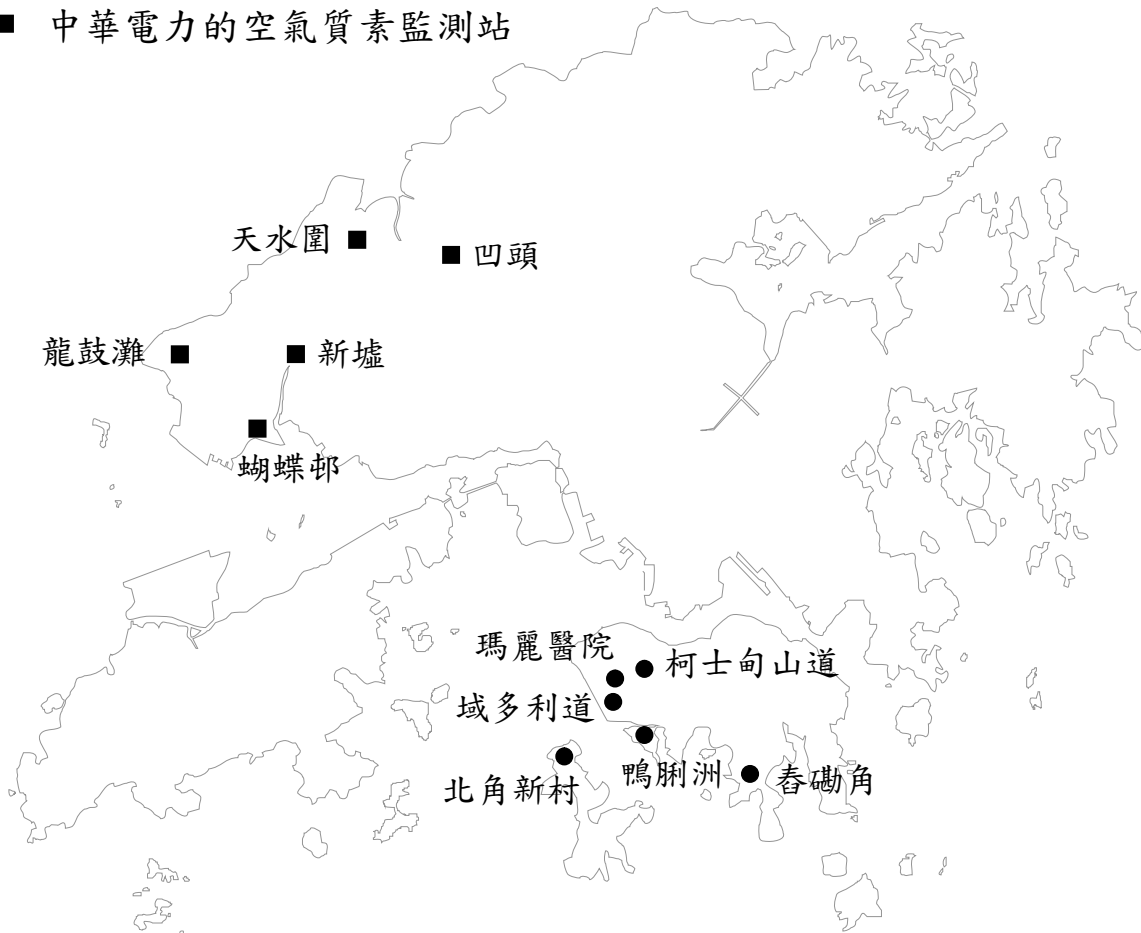 中華電力的空氣質素監測站
天水圍
凹頭
龍鼓灘
新墟
蝴蝶邨
瑪麗醫院
柯士甸山道
域多利道
鴨脷洲
舂磡角
北角新村